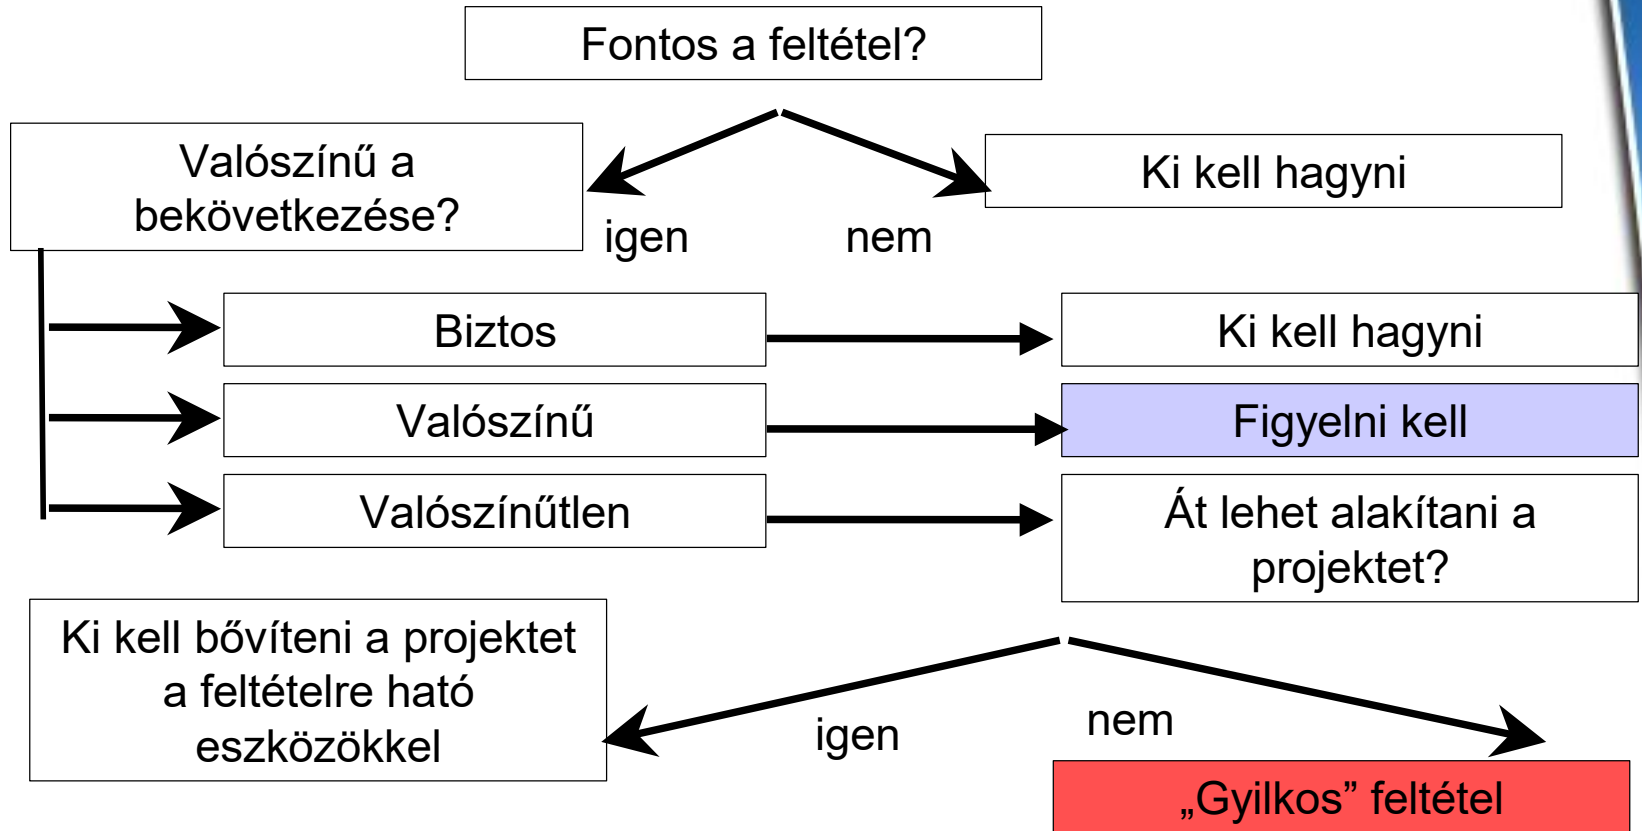 Fontos a feltétel?
Valószínű a
bekövetkezése?
Ki kell hagyni
igen
nem
Biztos
Ki kell hagyni
Valószínű
Figyelni kell
Valószínűtlen
Át lehet alakítani a
projektet?
Ki kell bővíteni a projektet
a feltételre ható
eszközökkel
igen
nem
„Gyilkos” feltétel